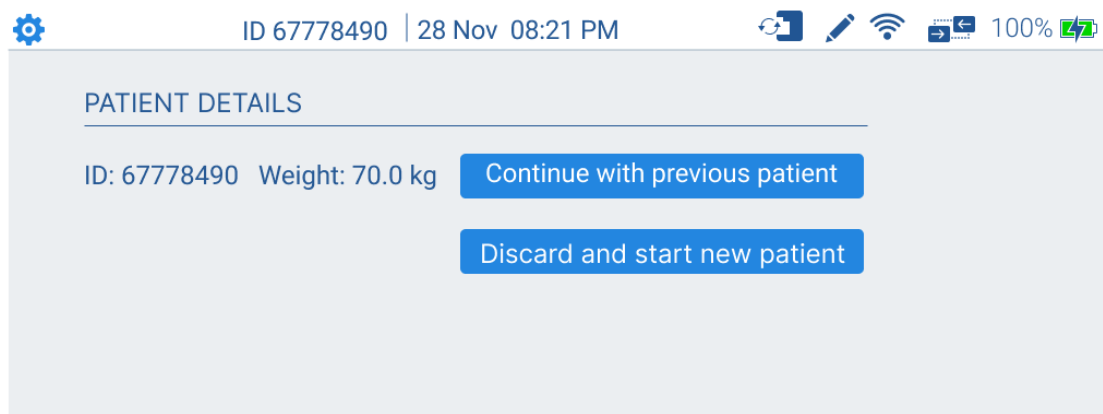 ID 67778490 28 Nov 08:21 PM 100%
PATIENT DETAILS
ID: 67778490 Weight: 70.0 kg Continue with previous patient
Discard and start new patient